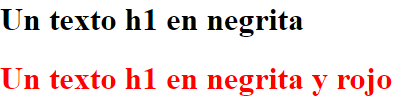 Un texto h1 en negrita
Un texto h1 en negrita y rojo